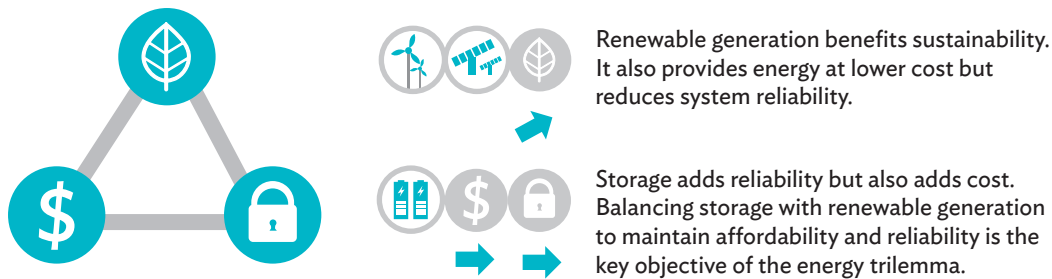 Renewable generation benefits sustainability.
It also provides energy at lower cost but
reduces system reliability.
$
$
Storage adds reliability but also adds cost.
Balancing storage with renewable generation
to maintain affordability and reliability is the
key objective of the energy trilemma.